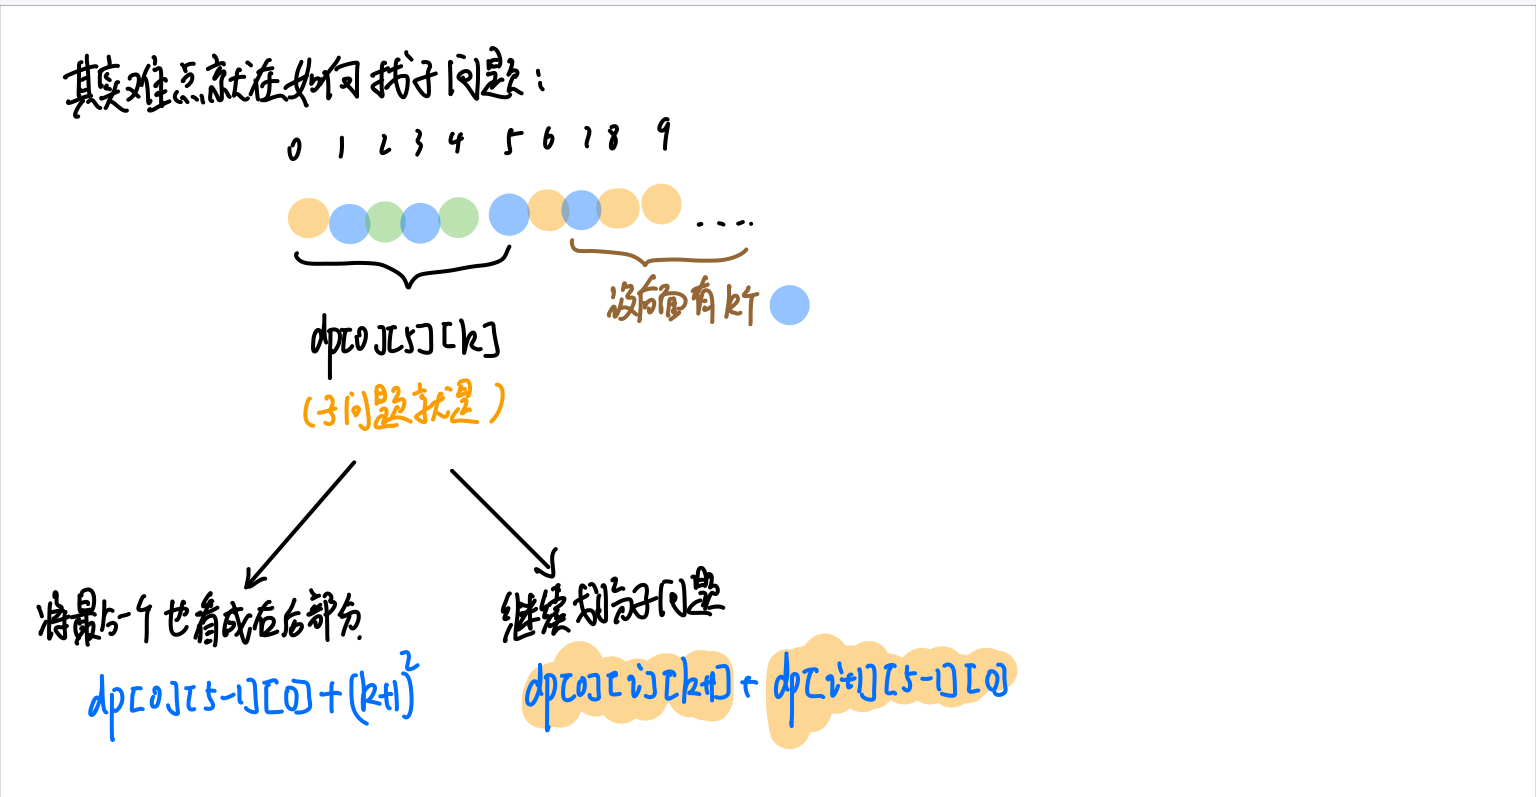 其实难点就在如何找子问题：
0 1 2 3 4 5 6 7 8 9
....
设后面有k个
dp[0][5][k]
(子问题就是)
将最后一个也看成在后部分
继续划分子问题
dp[0][5-1][0]+(k+1)²
dp[0][i][k+1] + dp[i+1][5-1][0]